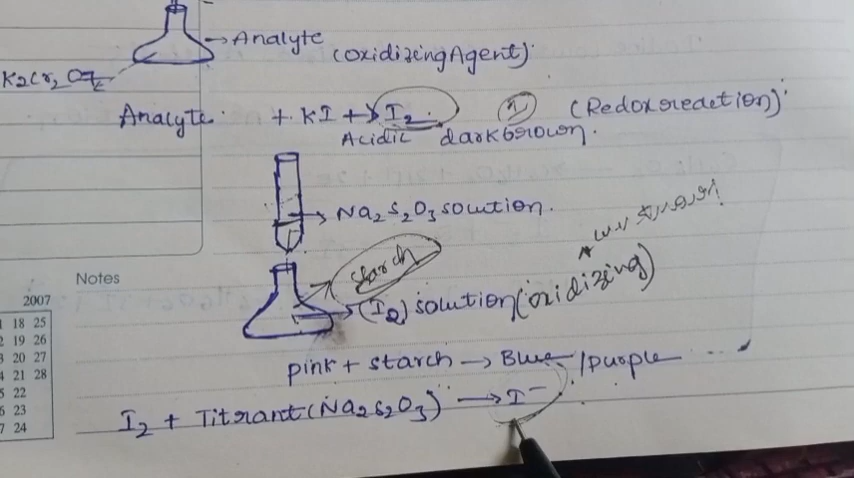 → Analyte
(oxidizing Agent)
K2Cr2O7
Analyte + KI + → I2 (Redox reaction)
Acidic dark brown.
→ Na2S2O3 solution.
Starch
→ (I2) solution (oxidizing)
Notes
2007
pink + starch → Blue / purple
I2 + Titrant (Na2S2O3) → I-
18 25
19 26
20 27
21 28
22
23
24